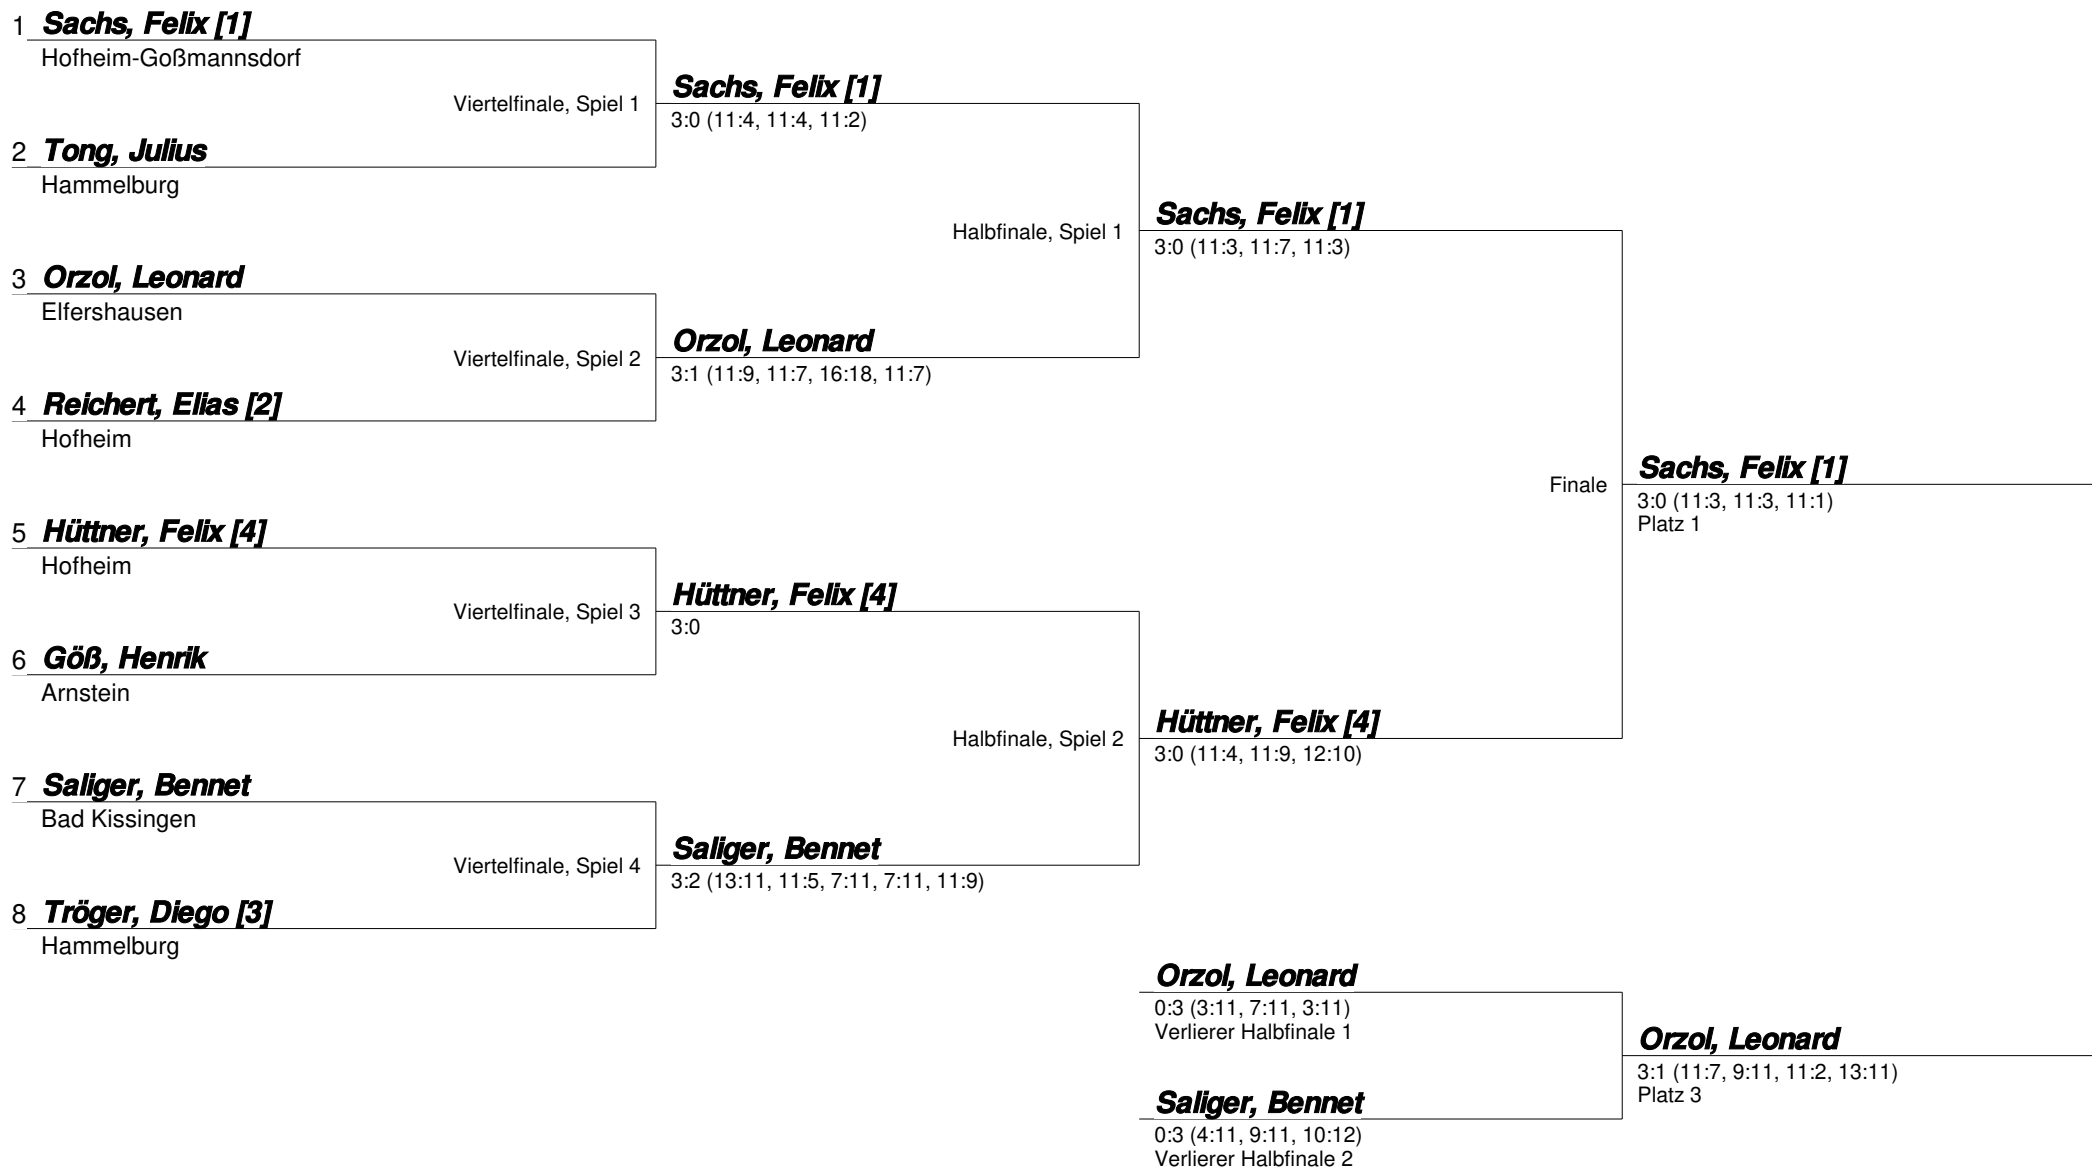 1 Sachs, Felix [1]
Hofheim-Goßmannsdorf
Viertelfinale, Spiel 1
Sachs, Felix [1]
3:0 (11:4, 11:4, 11:2)
2 Tong, Julius
Hammelburg
Halbfinale, Spiel 1
Sachs, Felix [1]
3:0 (11:3, 11:7, 11:3)
3 Orzol, Leonard
Elfershausen
Viertelfinale, Spiel 2
Orzol, Leonard
3:1 (11:9, 11:7, 16:18, 11:7)
4 Reichert, Elias [2]
Hofheim
Finale
Sachs, Felix [1]
3:0 (11:3, 11:3, 11:1)
Platz 1
5 Hüttner, Felix [4]
Hofheim
Viertelfinale, Spiel 3
Hüttner, Felix [4]
3:0
6 Göß, Henrik
Arnstein
Halbfinale, Spiel 2
Hüttner, Felix [4]
3:0 (11:4, 11:9, 12:10)
7 Saliger, Bennet
Bad Kissingen
Viertelfinale, Spiel 4
Saliger, Bennet
3:2 (13:11, 11:5, 7:11, 7:11, 11:9)
8 Tröger, Diego [3]
Hammelburg
Orzol, Leonard
0:3 (3:11, 7:11, 3:11)
Verlierer Halbfinale 1
Orzol, Leonard
3:1 (11:7, 9:11, 11:2, 13:11)
Platz 3
Saliger, Bennet
0:3 (4:11, 9:11, 10:12)
Verlierer Halbfinale 2